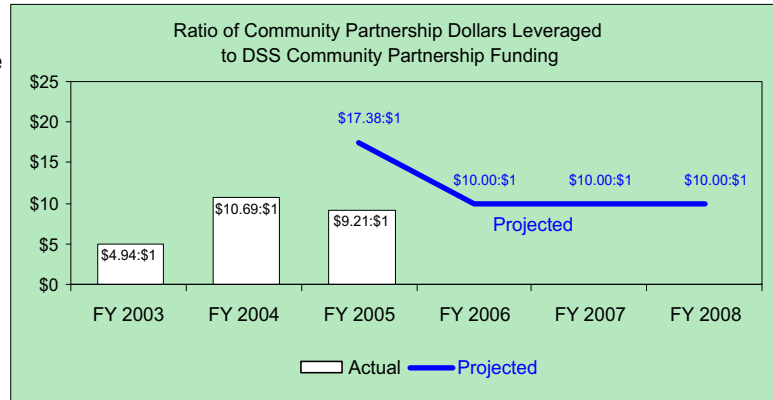 Ratio of Community Partnership Dollars Leveraged
to DSS Community Partnership Funding
e
$25
$20
$15
$10
$5
$0
$17.38:$1
$10.00:$1 $10.00:$1 $10.00:$1
$10.69:$1
$9.21:$1
$4.94:$1
Projected
FY 2003 FY 2004 FY 2005 FY 2006 FY 2007 FY 2008
Actual Projected